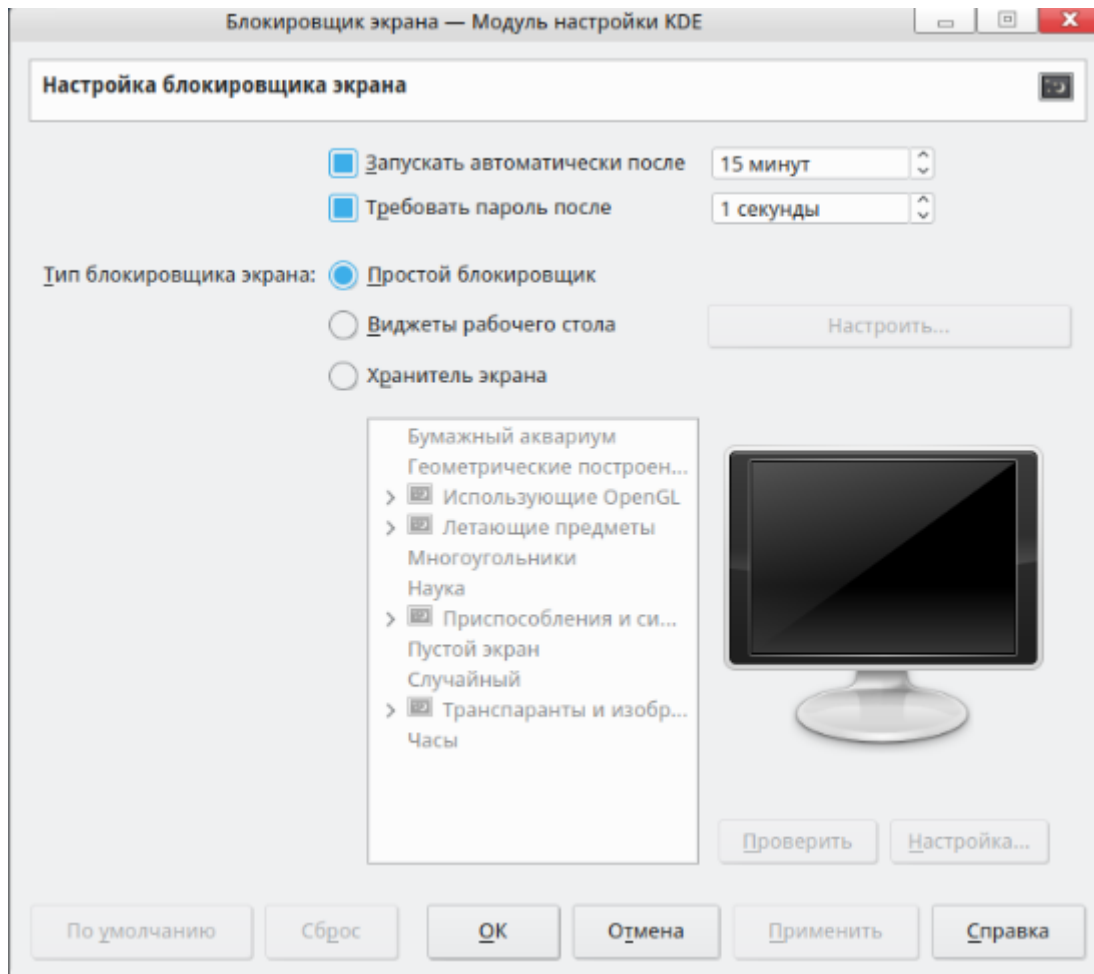 Блокировщик экрана — Модуль настройки KDE
Настройка блокировщика экрана
Запускать автоматически после 15 минут
Требовать пароль после 1 секунды
Тип блокировщика экрана: Простой блокировщик
Виджеты рабочего стола Настроить...
Хранитель экрана
Бумажный аквариум
Геометрические построен...
Использующие OpenGL
Летающие предметы
Многоугольники
Наука
Приспособления и си...
Пустой экран
Случайный
Транспаранты и изобр...
Часы
Проверить Настройка...
По умолчанию Сброс OK Отмена Применить Справка